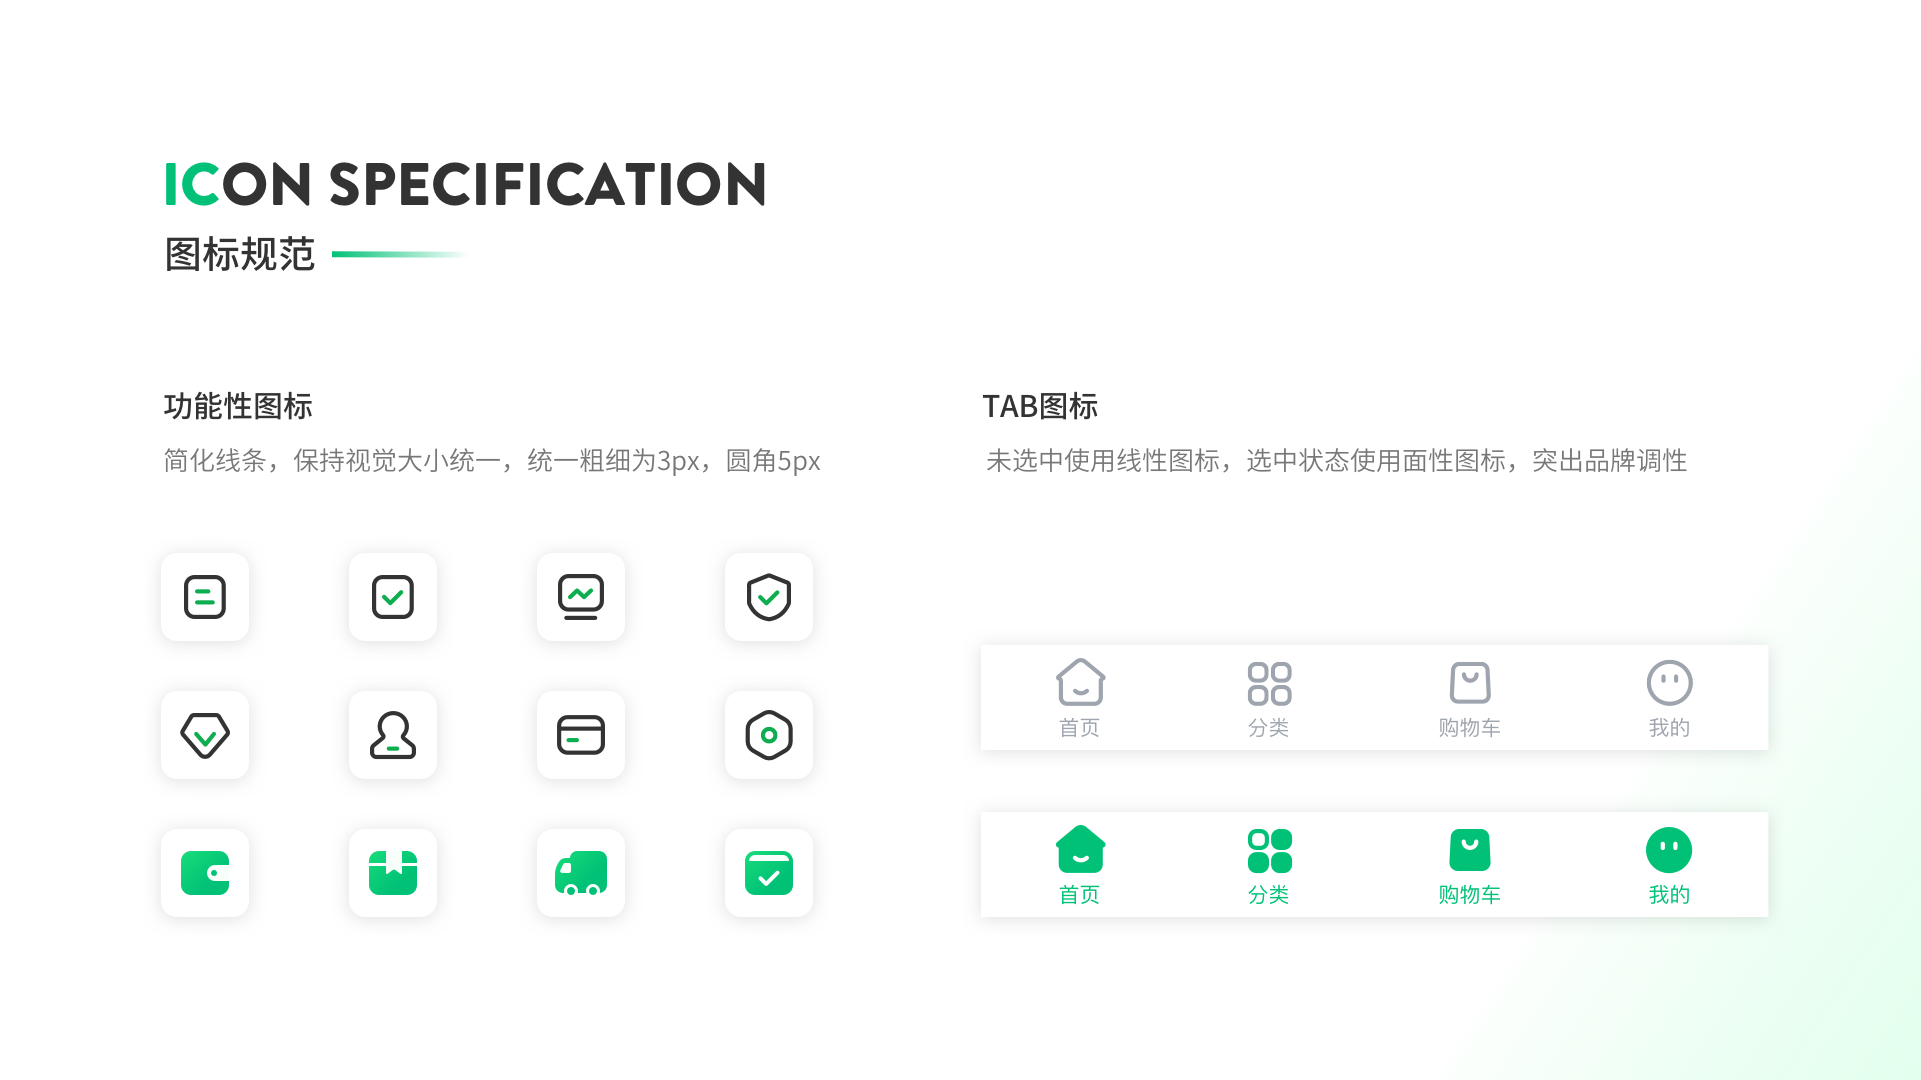 ICON SPECIFICATION
图标规范
功能性图标
简化线条，保持视觉大小统一，统一粗细为3px，圆角5px
TAB图标
未选中使用线性图标，选中状态使用面性图标，突出品牌调性
首页 分类 购物车 我的
首页 分类 购物车 我的